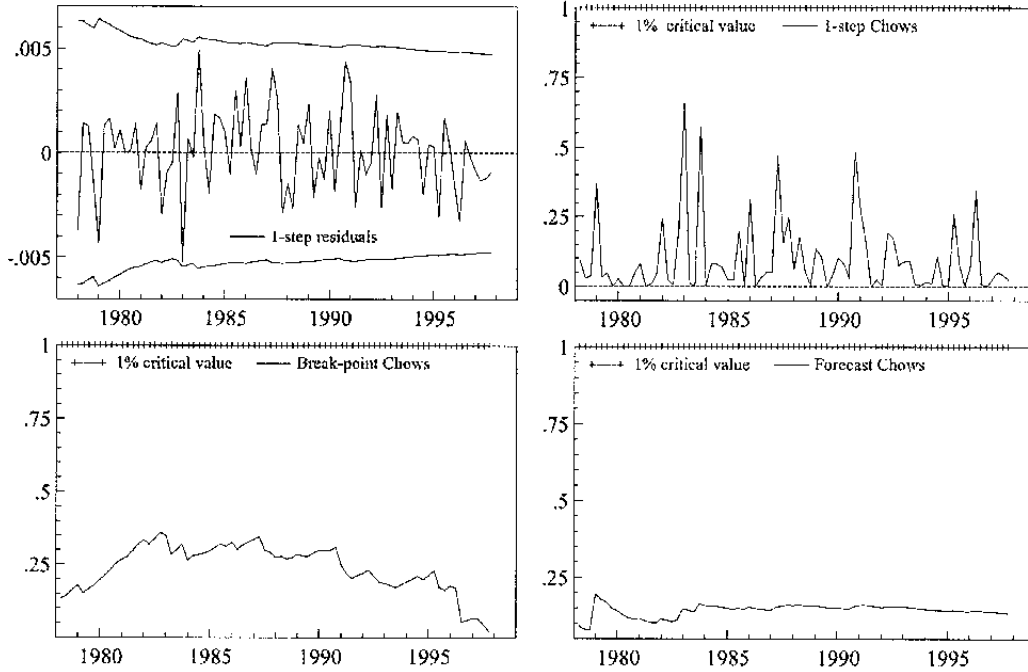 .005
0
-.005
1-step residuals
1980 1985 1990 1995
1
.75
.5
.25
0
1% critical value 1-step Chows
1980 1985 1990 1995
1
.75
.5
.25
1% critical value Break-point Chows
1980 1985 1990 1995
1
.75
.5
.25
1% critical value Forecast Chows
1980 1985 1990 1995